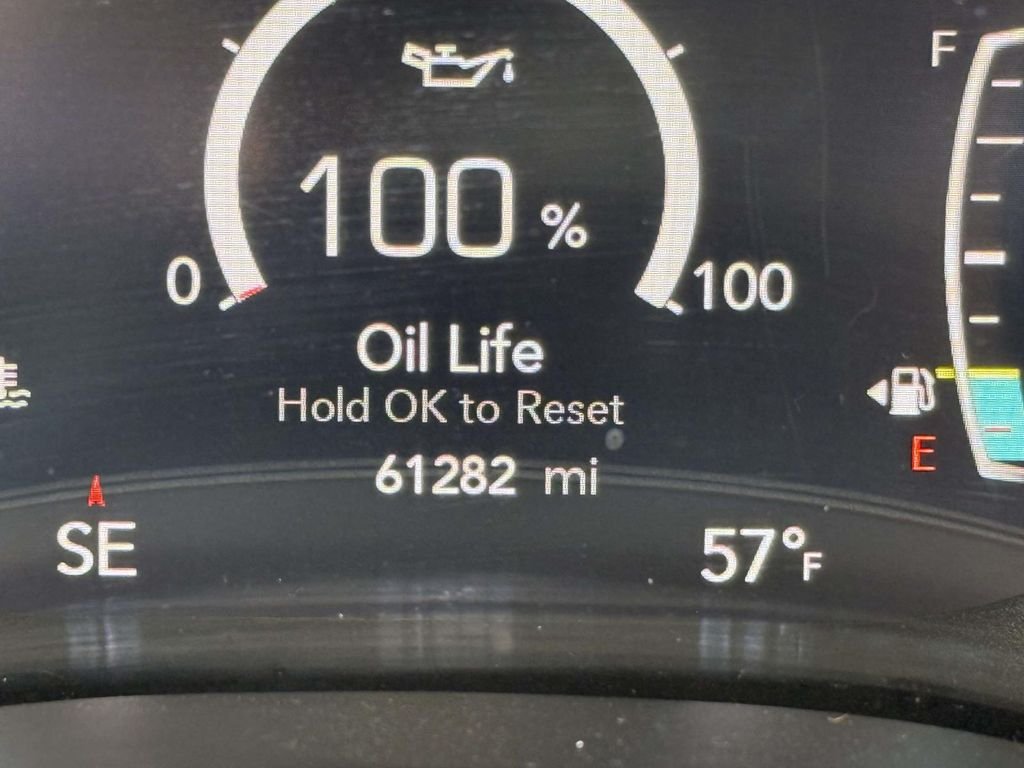 F
100 %
0
100
Oil Life
Hold OK to Reset
E
61282 mi
SE
57°F